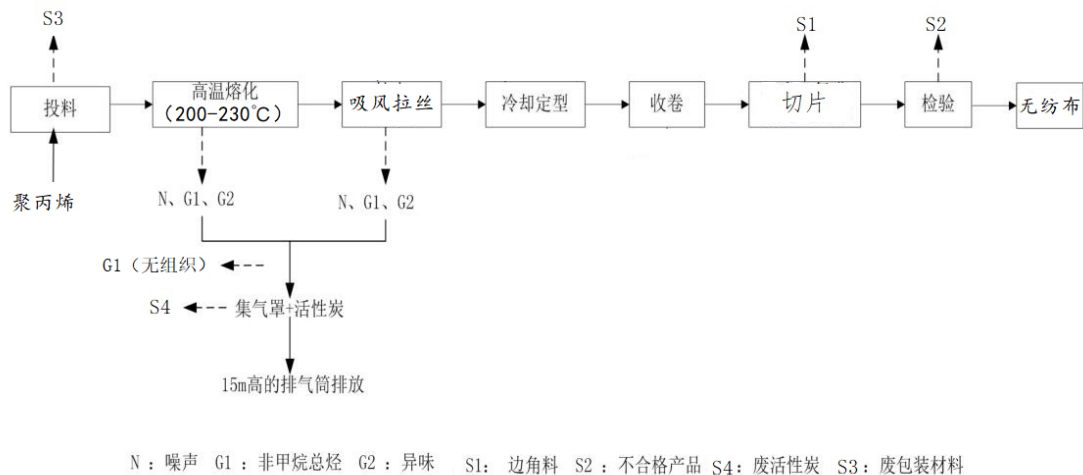 S3
S1
S2
投料
高温熔化
（200-230℃）
吸风拉丝
冷却定型
收卷
切片
检验
无纺布
聚丙烯
N、G1、G2
N、G1、G2
G1（无组织）
S4
集气罩+活性炭
15m高的排气筒排放
N ：噪声 G1：非甲烷总烃 G2：异味 S1： 边角料 S2：不合格产品 S4：废活性炭 S3：废包装材料